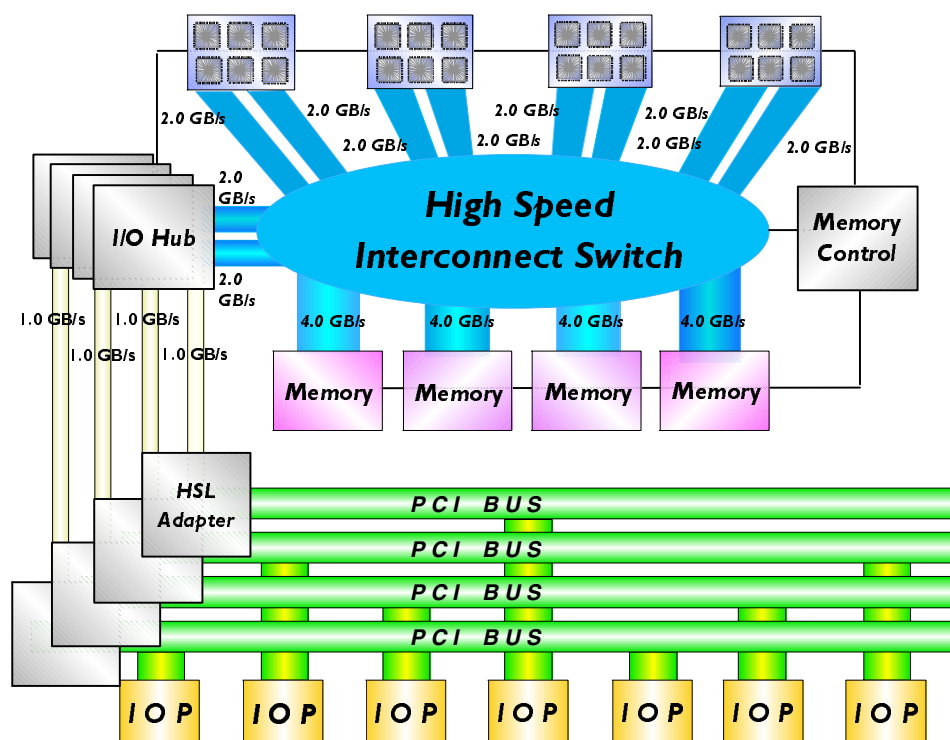 2.0 GB/s
2.0 GB/s
2.0 GB/s
2.0 GB/s
2.0 GB/s
2.0 GB/s
2.0 GB/s
2.0 GB/s
2.0
GB/s
High Speed
Interconnect Switch
I/O Hub
Memory
Control
2.0
GB/s
1.0 GB/s
1.0 GB/s
4.0 GB/s
4.0 GB/s
4.0 GB/s
4.0 GB/s
1.0 GB/s
1.0 GB/s
Memory
Memory
Memory
Memory
HSL
Adapter
PCI BUS
PCI BUS
PCI BUS
PCI BUS
IOP
IOP
IOP
IOP
IOP
IOP
IOP